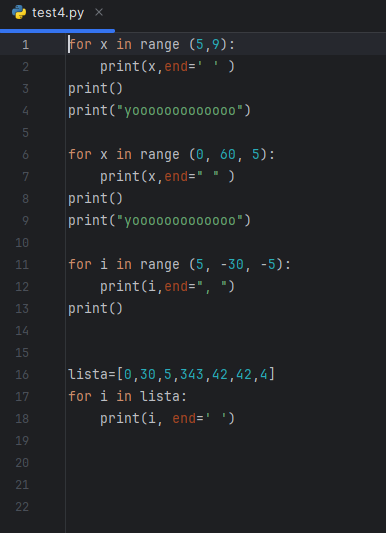 test4.py ×
1 for x in range (5,9):
2 print(x,end=' ' )
3 print()
4 print("yooooooooooooo")
5
6 for x in range (0, 60, 5):
7 print(x,end=" " )
8 print()
9 print("yooooooooooooo")
10
11 for i in range (5, -30, -5):
12 print(i,end=", ")
13 print()
14
15
16 lista=[0,30,5,343,42,42,4]
17 for i in lista:
18 print(i, end=' ')
19
20
21
22